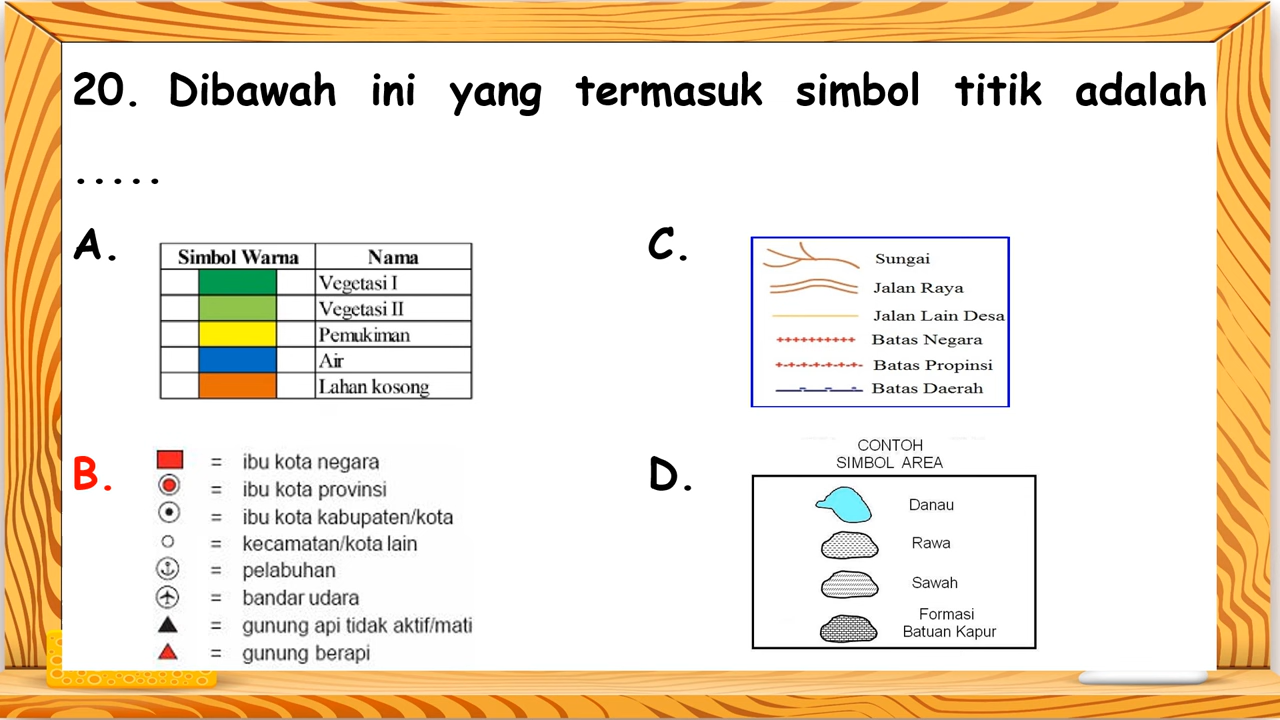 20. Dibawah ini yang termasuk simbol titik adalah
.....
A.
Simbol Warna Nama
Vegetasi I
Vegetasi II
Pemukiman
Air
Lahan kosong
B.
= ibu kota negara
= ibu kota provinsi
= ibu kota kabupaten/kota
= kecamatan/kota lain
= pelabuhan
= bandar udara
= gunung api tidak aktif/mati
= gunung berapi
C.
Sungai
Jalan Raya
Jalan Lain Desa
Batas Negara
Batas Propinsi
Batas Daerah
D.
CONTOH
SIMBOL AREA
Danau
Rawa
Sawah
Formasi
Batuan Kapur